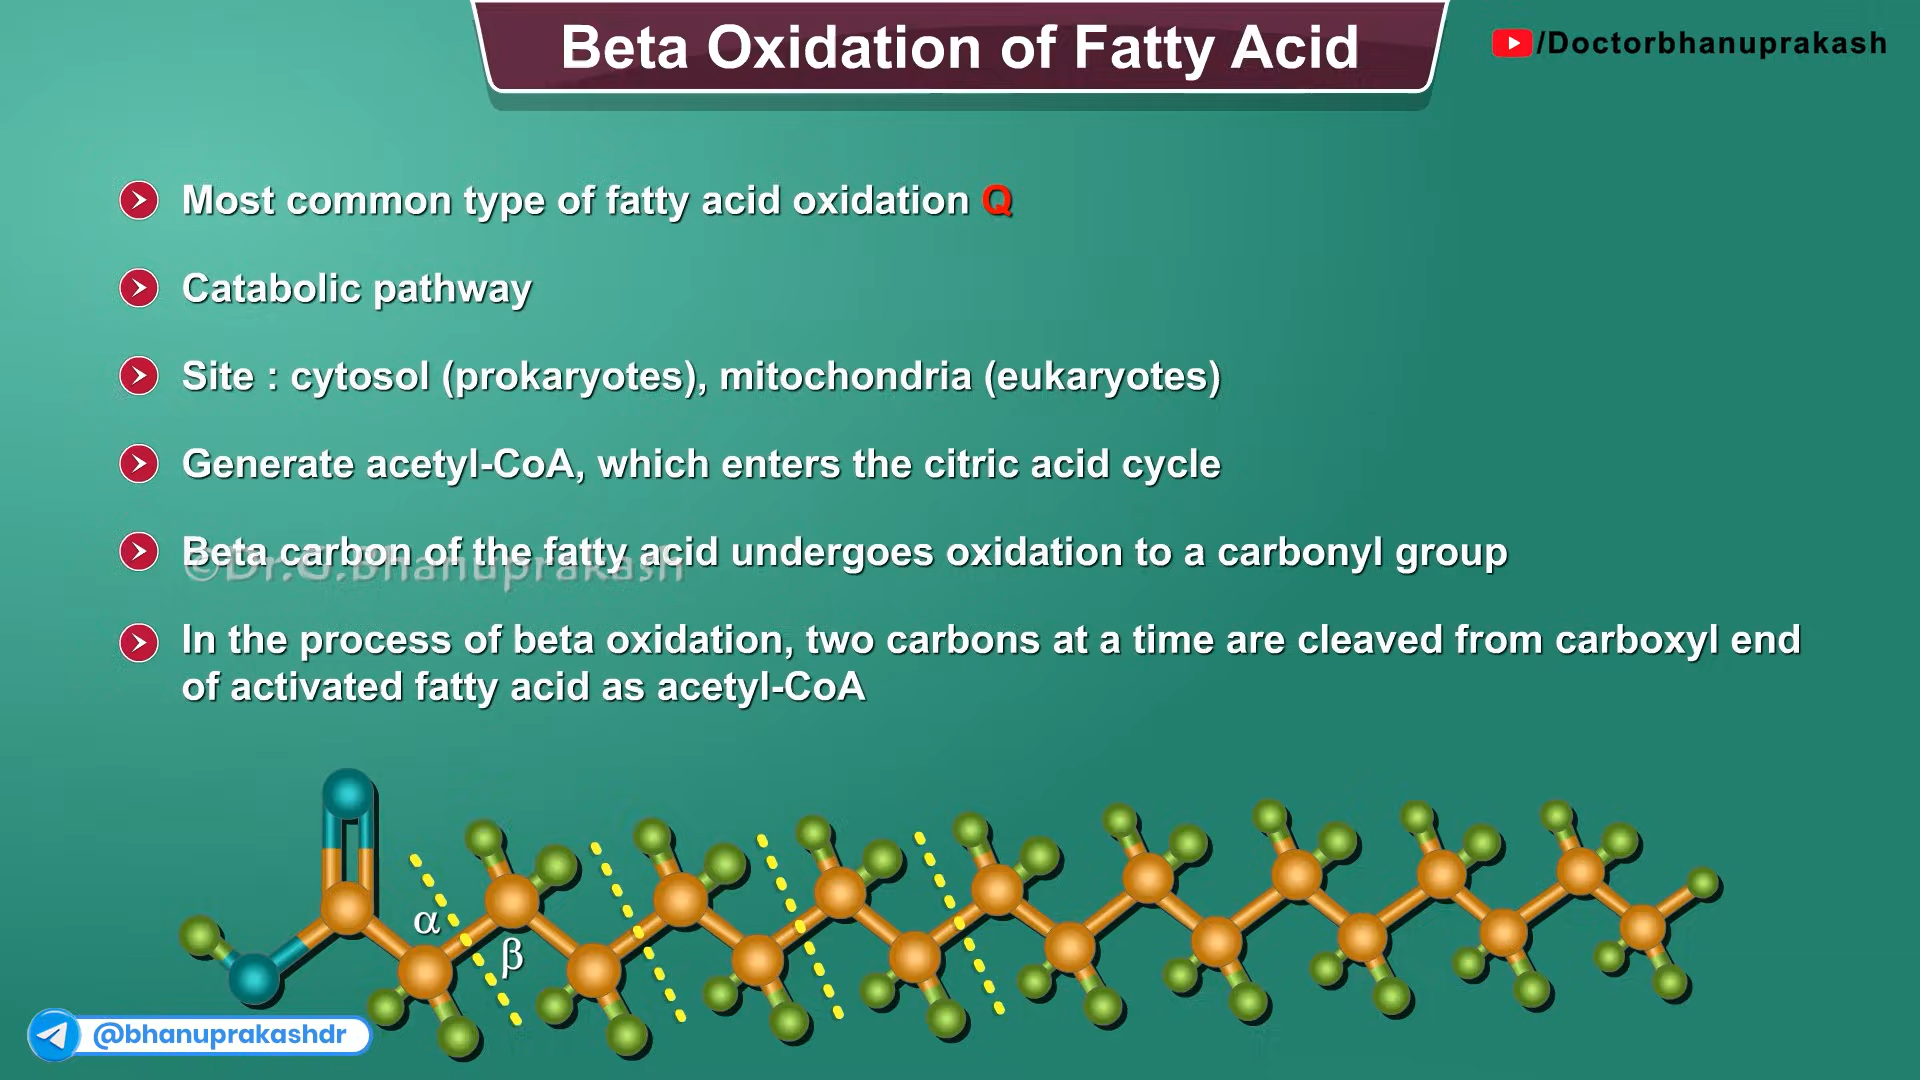 Beta Oxidation of Fatty Acid
/Doctorbhanuprakash
Most common type of fatty acid oxidation Q
Catabolic pathway
Site : cytosol (prokaryotes), mitochondria (eukaryotes)
Generate acetyl-CoA, which enters the citric acid cycle
Beta carbon of the fatty acid undergoes oxidation to a carbonyl group
©Dr.G.Bhanuprakash
In the process of beta oxidation, two carbons at a time are cleaved from carboxyl end
of activated fatty acid as acetyl-CoA
α
β
@bhanuprakashdr